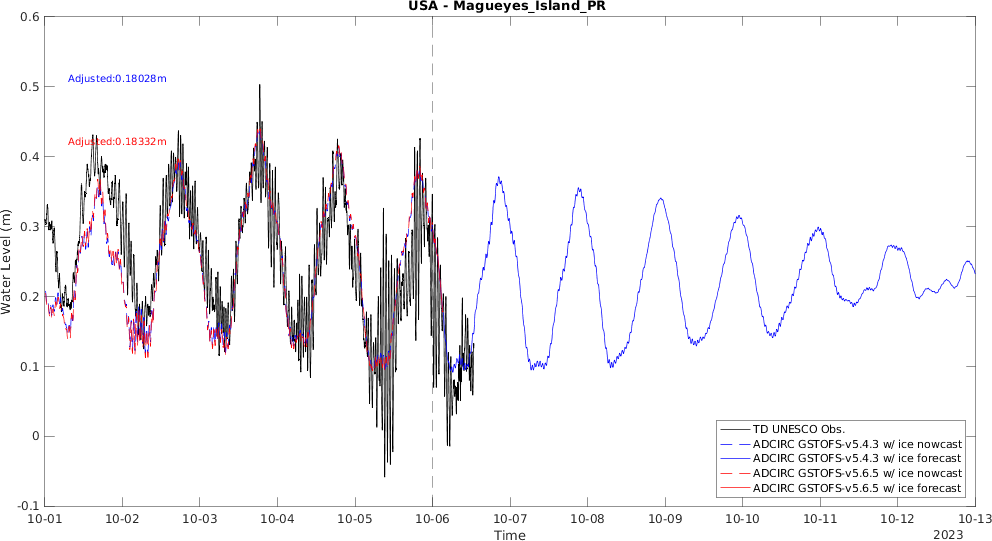 USA - Magueyes_Island_PR
0.6
0.5
0.4
0.3
0.2
0.1
0
-0.1
Water Level (m)
Adjusted:0.18028m
Adjusted:0.18332m
TD UNESCO Obs.
ADCIRC GSTOFS-v5.4.3 w/ ice nowcast
ADCIRC GSTOFS-v5.4.3 w/ ice forecast
ADCIRC GSTOFS-v5.6.5 w/ ice nowcast
ADCIRC GSTOFS-v5.6.5 w/ ice forecast
10-01 10-02 10-03 10-04 10-05 10-06 10-07 10-08 10-09 10-10 10-11 10-12 10-13
Time
2023